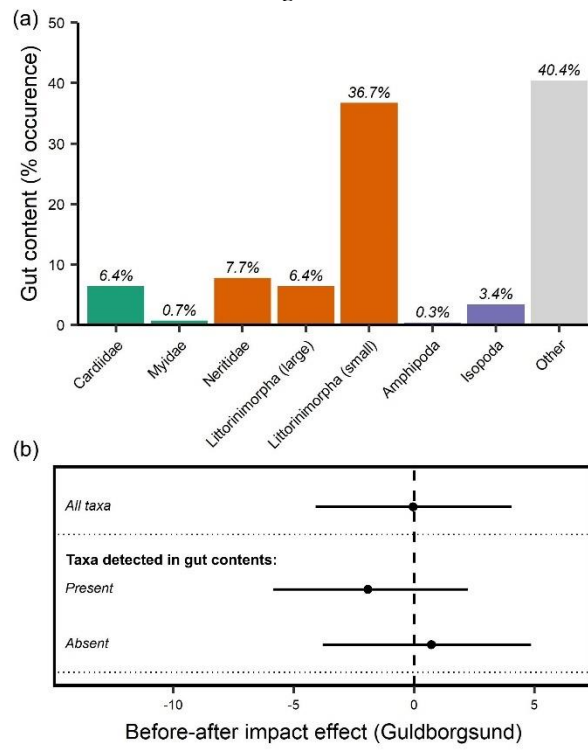 (a)
50
40
30
20
10
0
Gut content (% occurence)
6.4%
0.7%
7.7%
6.4%
36.7%
0.3%
3.4%
40.4%
Cardiidae
Myidae
Neritidae
Littorinimorpha (large)
Littorinimorpha (small)
Amphipoda
Isopoda
Other
(b)
All taxa
Taxa detected in gut contents:
Present
Absent
-10 -5 0 5
Before-after impact effect (Guldborgsund)